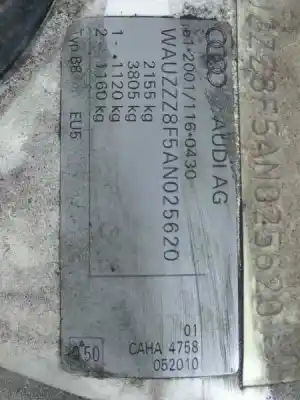 AUDI AG
e1*2001/116*0430
WAUZZZ8F5AN025620
2155 kg
3805 kg
1 - 1120 kg
2 - 1160 kg
Typ B8
EU5
01
CAHA 4758
052010
0.50
ZZZ8F5AN025620